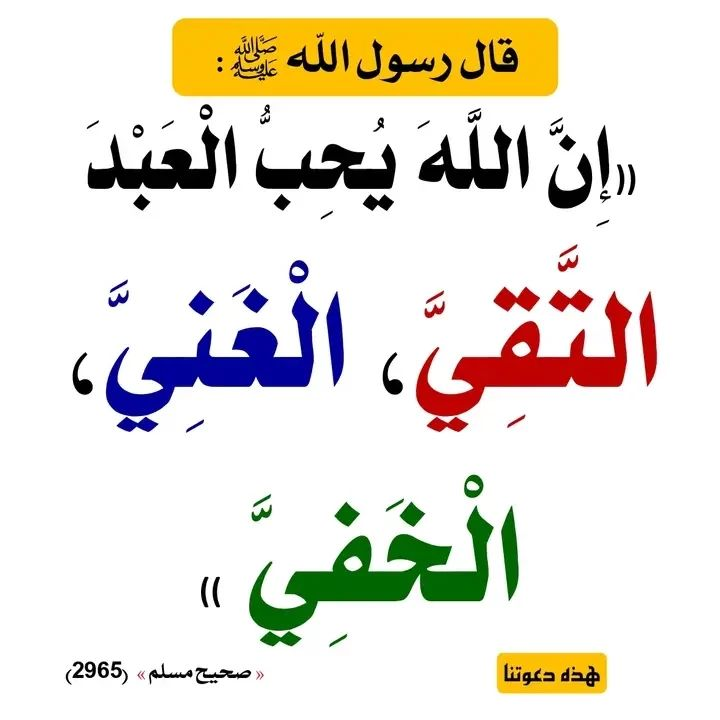 قال رسول الله ﷺ :
((إِنَّ اللَّهَ يُحِبُّ الْعَبْدَ
التَّقِيَّ، الْغَنِيَّ،
الْخَفِيَّ ))
هذه دعوتنا
« صحيح مسلم » (2965)